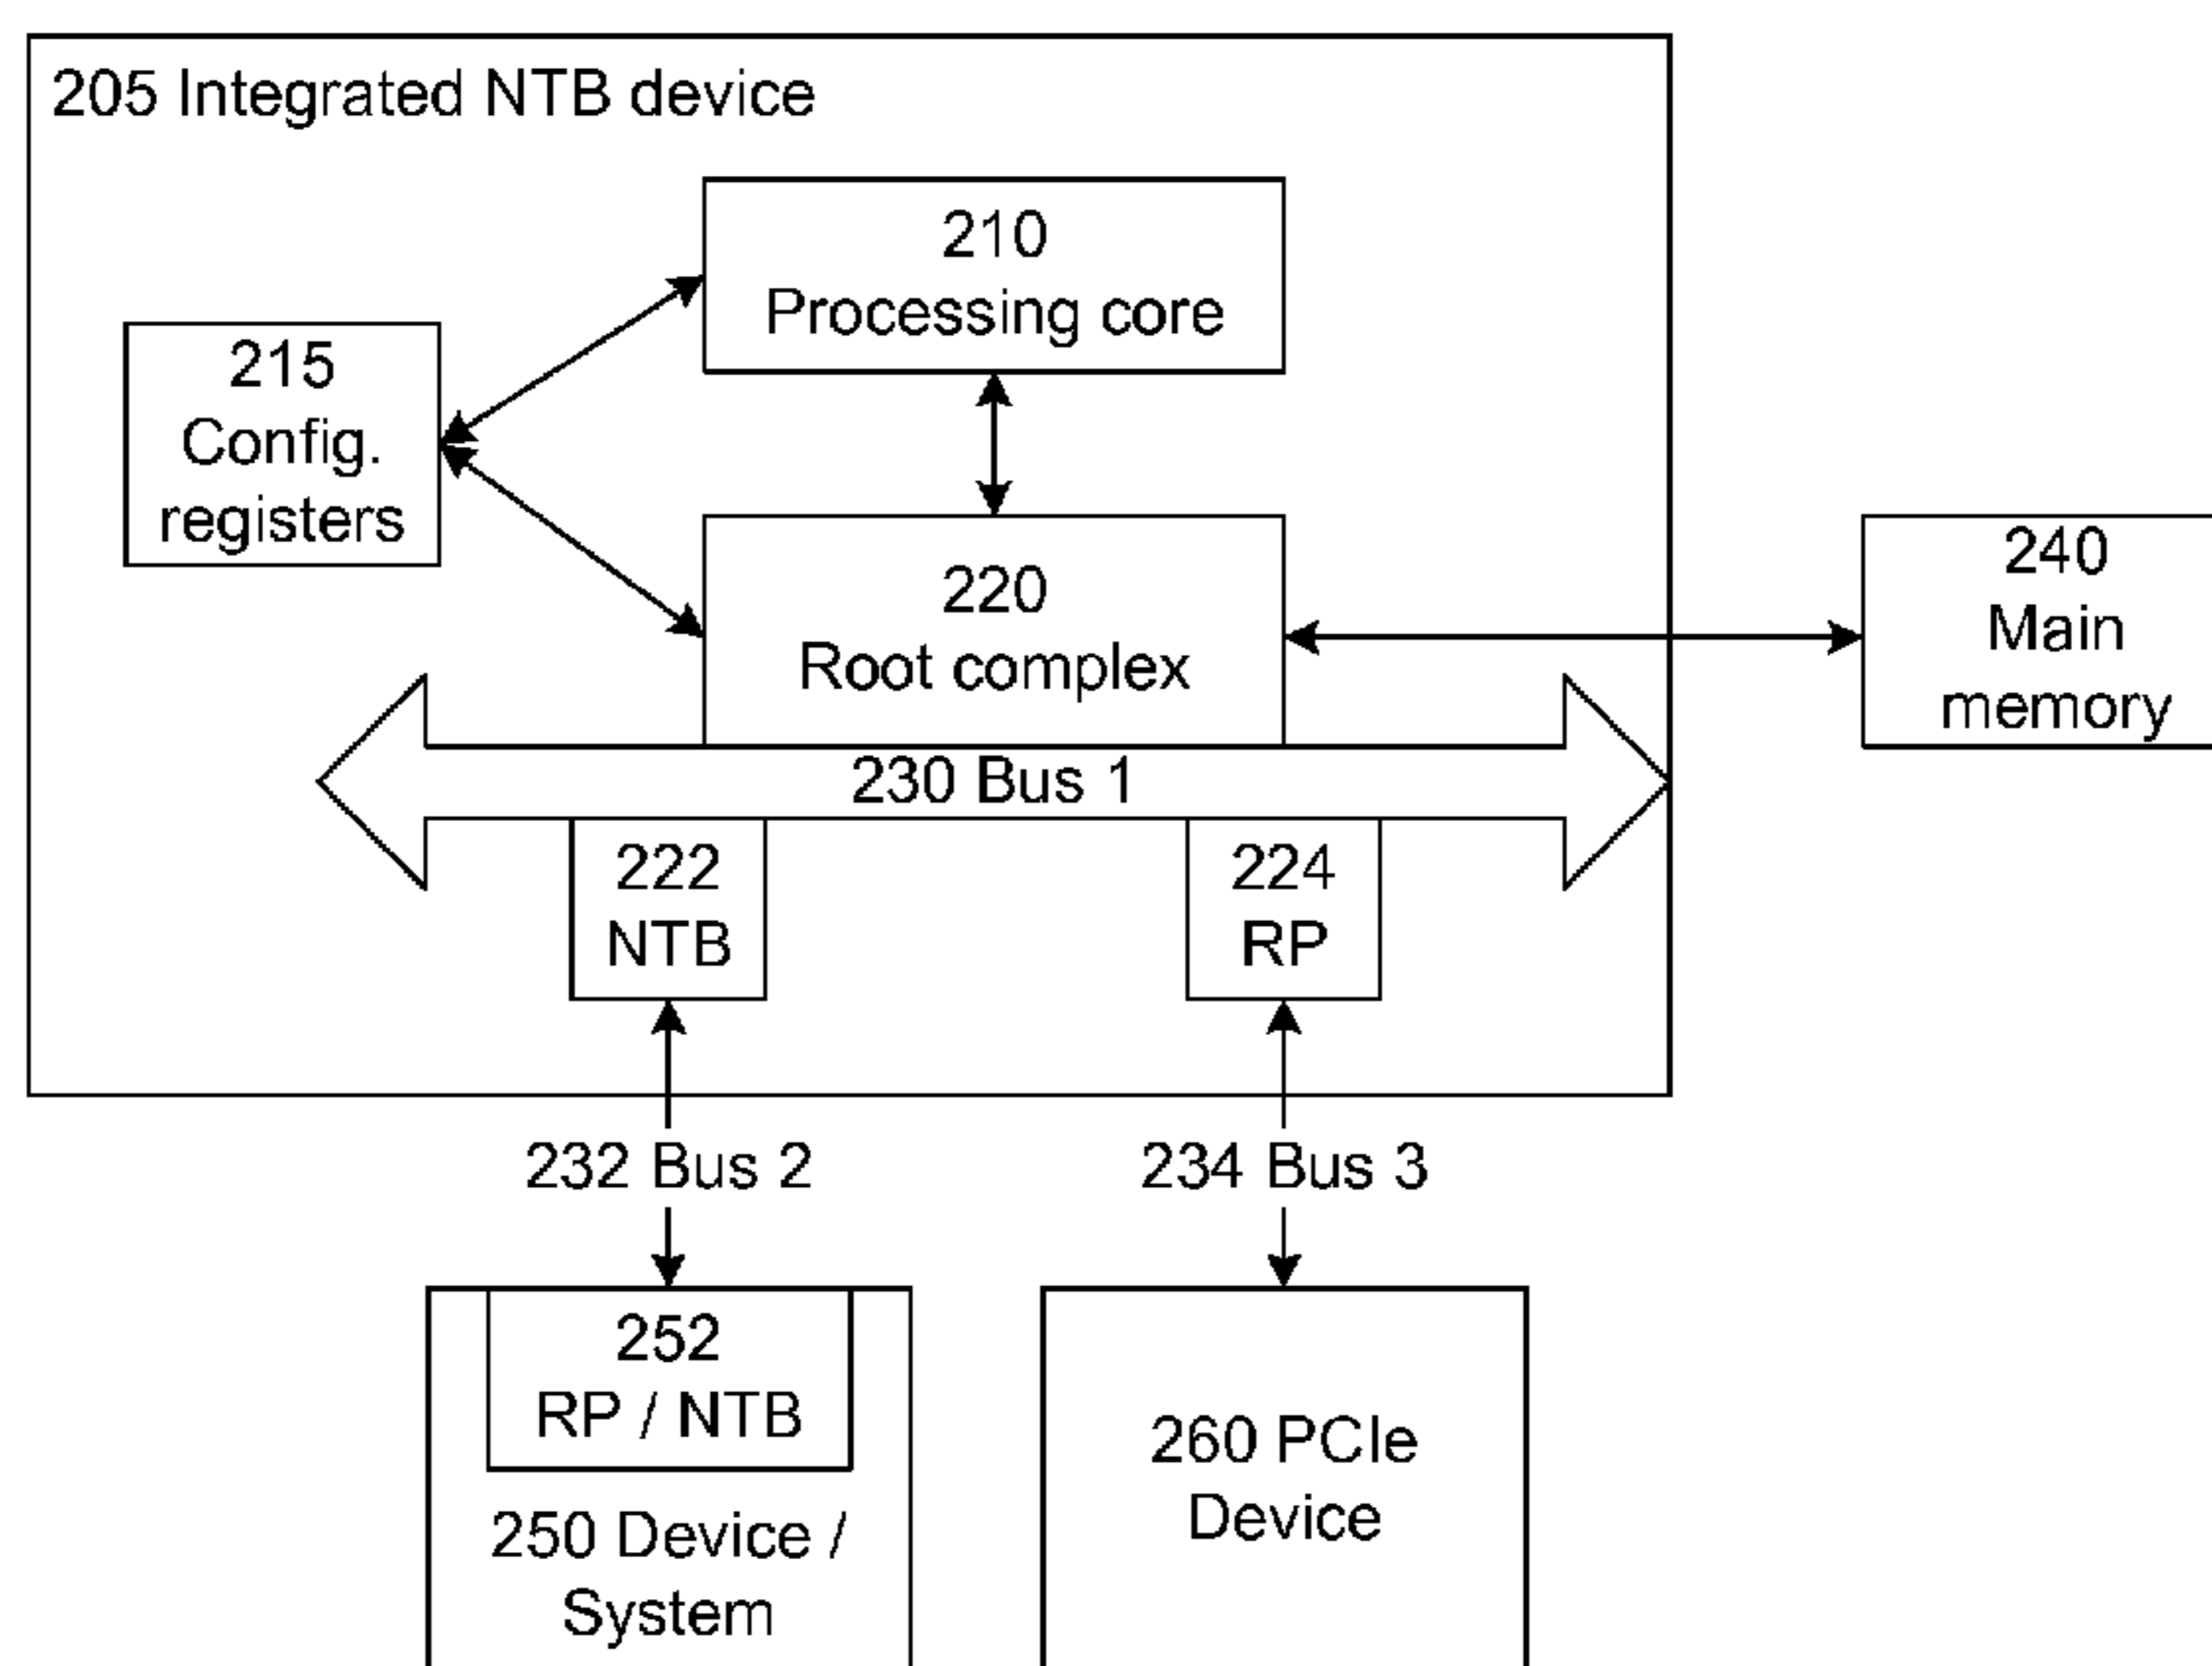 205 Integrated NTB device
210
Processing core
215
Config.
registers
220
Root complex
240
Main
memory
230 Bus 1
222
NTB
224
RP
232 Bus 2
234 Bus 3
252
RP / NTB
250 Device /
System
260 PCIe
Device